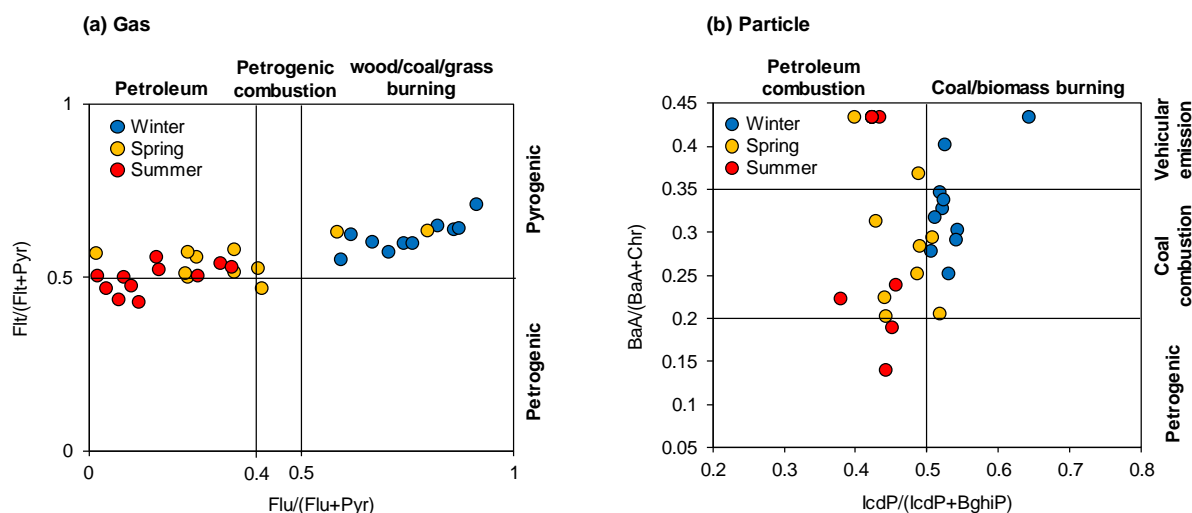 (a) Gas
Petroleum
Petrogenic
combustion
wood/coal/grass
burning
1
Winter
Spring
Summer
0.5
0
Flt/(Flt+Pyr)
Pyrogenic
Petrogenic
0
0.4
0.5
1
Flu/(Flu+Pyr)
(b) Particle
Petroleum
combustion
Coal/biomass burning
0.45
0.4
0.35
0.3
0.25
0.2
0.15
0.1
0.05
Winter
Spring
Summer
BaA/(BaA+Chr)
Vehicular
emission
Coal
combustion
Petrogenic
0.2
0.3
0.4
0.5
0.6
0.7
0.8
IcdP/(IcdP+BghiP)